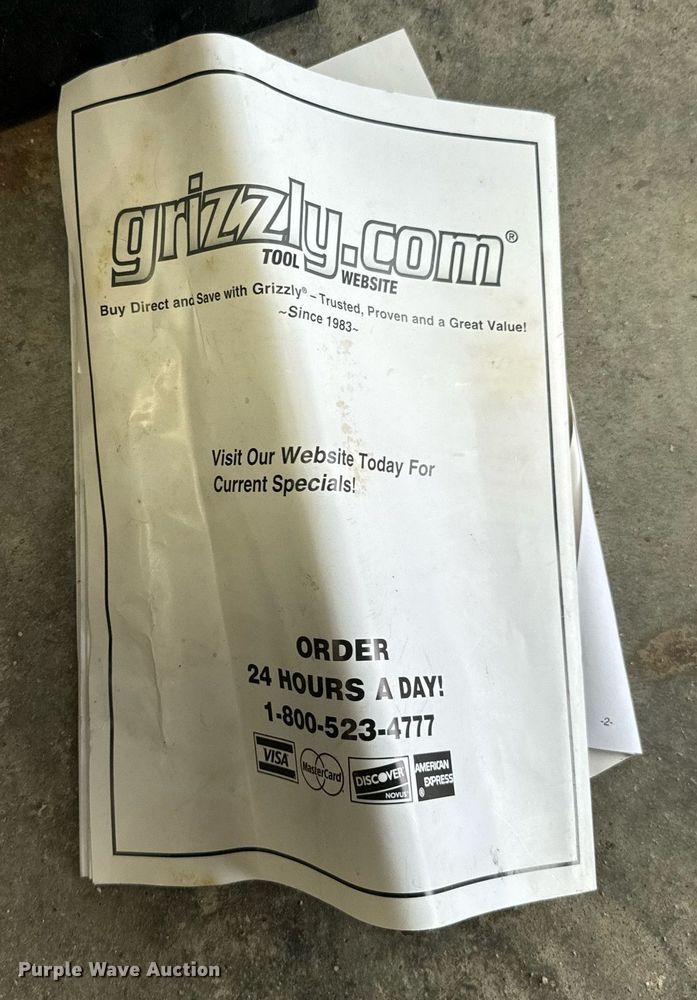 grizzly.com®
TOOL WEBSITE
Buy Direct and Save with Grizzly® – Trusted, Proven and a Great Value!
~Since 1983~
Visit Our Website Today For
Current Specials!
ORDER
24 HOURS A DAY!
1-800-523-4777
VISA MasterCard DISCOVER NOVUS AMERICAN EXPRESS ®
-2-
Purple Wave Auction